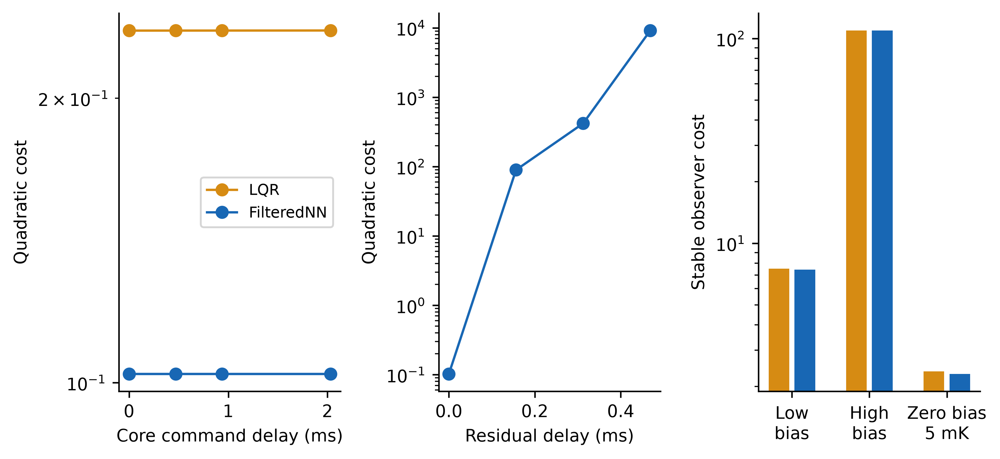 Quadratic cost
2 × 10⁻¹
10⁻¹
LQR
FilteredNN
0 1 2
Core command delay (ms)
Quadratic cost
10⁴
10³
10²
10¹
10⁰
10⁻¹
0.0 0.2 0.4
Residual delay (ms)
Stable observer cost
10²
10¹
Low
bias
High
bias
Zero bias
5 mK